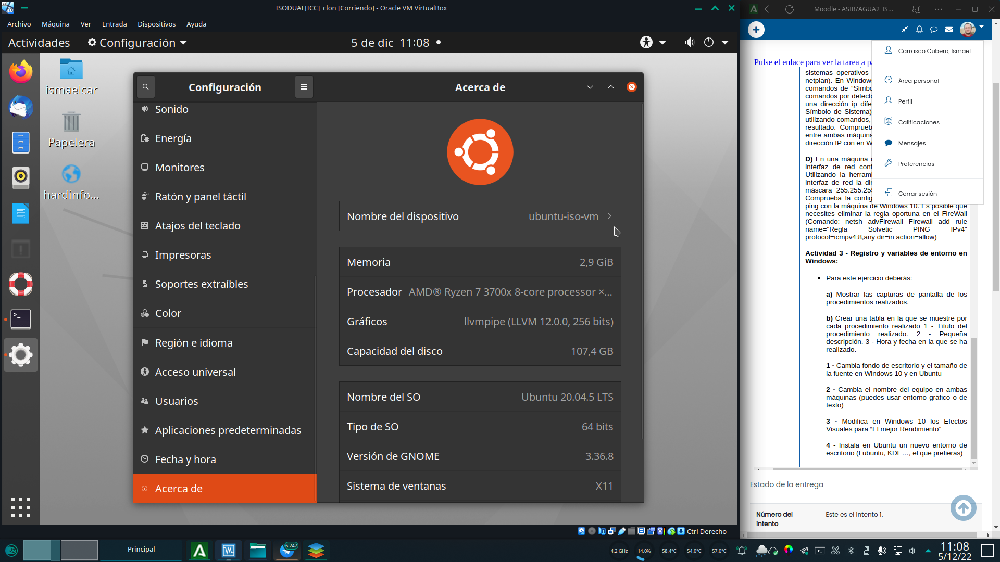 ISODUAL[ICC]_clon [Corriendo] - Oracle VM VirtualBox
Archivo Máquina Ver Entrada Dispositivos Ayuda
Actividades Configuración 5 de dic 11:08
ismaelcar
Papelera
hardinfo...
Configuración
Sonido
Energía
Monitores
Ratón y panel táctil
Atajos del teclado
Impresoras
Soportes extraíbles
Color
Región e idioma
Acceso universal
Usuarios
Aplicaciones predeterminadas
Fecha y hora
Acerca de
Acerca de
Nombre del dispositivo ubuntu-iso-vm
Memoria 2,9 GiB
Procesador AMD® Ryzen 7 3700x 8-core processor ×...
Gráficos llvmpipe (LLVM 12.0.0, 256 bits)
Capacidad del disco 107,4 GB
Nombre del SO Ubuntu 20.04.5 LTS
Tipo de SO 64 bits
Versión de GNOME 3.36.8
Sistema de ventanas X11
Ctrl Derecho
Moodle - ASIR/AGUA2_IS...
Carrasco Cubero, Ismael
Área personal
Perfil
Calificaciones
Mensajes
Preferencias
Cerrar sesión
Pulse el enlace para ver la tarea a p
sistemas operativos
netplan). En Windows
comandos de “Símbo
comandos por defecto
una dirección ip dife
Símbolo de Sistema)
utilizando comandos,
resultado. Comprueb
entre ambas máquina
dirección IP con en W
D) En una máquina
interfaz de red conf
Utilizando la herram
interfaz de red la dir
máscara 255.255.255
Comprueba la config
ping con la máquina de Windows 10. Es posible que
necesites eliminar la regla oportuna en el FireWall
(Comando: netsh advFirewall Firewall add rule
name="Regla Solvetic PING IPv4"
protocol=icmpv4:8,any dir=in action=allow)
Actividad 3 - Registro y variables de entorno en
Windows:
Para este ejercicio deberás:
a) Mostrar las capturas de pantalla de los
procedimientos realizados.
b) Crear una tabla en la que se muestre por
cada procedimiento realizado 1 - Título del
procedimiento realizado. 2 - Pequeña
descripción. 3 - Hora y fecha en la que se ha
realizado.
1 - Cambia fondo de escritorio y el tamaño de
la fuente en Windows 10 y en Ubuntu
2 - Cambia el nombre del equipo en ambas
máquinas (puedes usar entorno gráfico o de
texto)
3 - Modifica en Windows 10 los Efectos
Visuales para “El mejor Rendimiento”
4 - Instala en Ubuntu un nuevo entorno de
escritorio (Lubuntu, KDE…, el que prefieras)
Estado de la entrega
Número del
intento
Este es el intento 1.
Principal
6.247
4,2 GHz 14,0% 58,4°C 54,0°C 57,0°C
11:08
5/12/22